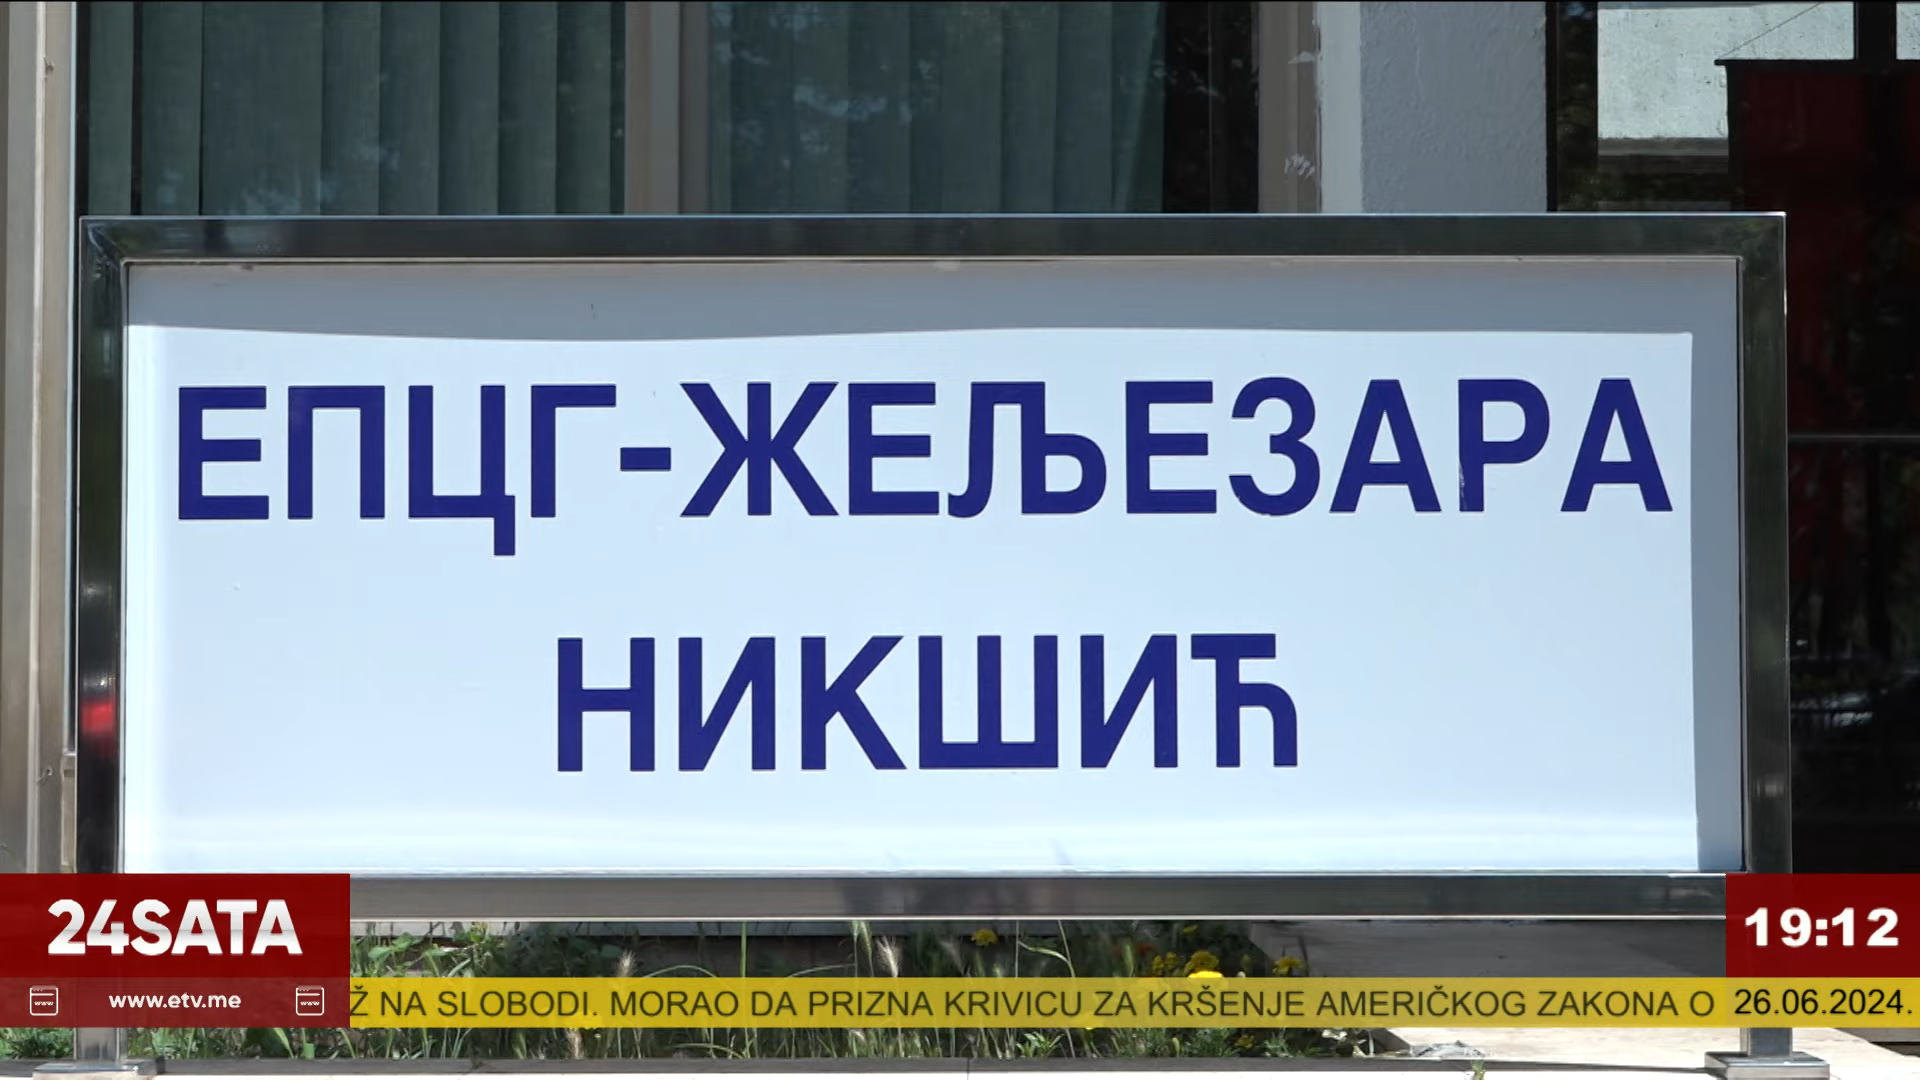 ЕПЦГ-ЖЕЉЕЗАРА
НИКШИЋ
24SATA
19:12
www.etv.me
Ž NA SLOBODI. MORAO DA PRIZNA KRIVICU ZA KRŠENJE AMERIČKOG ZAKONA O
26.06.2024.